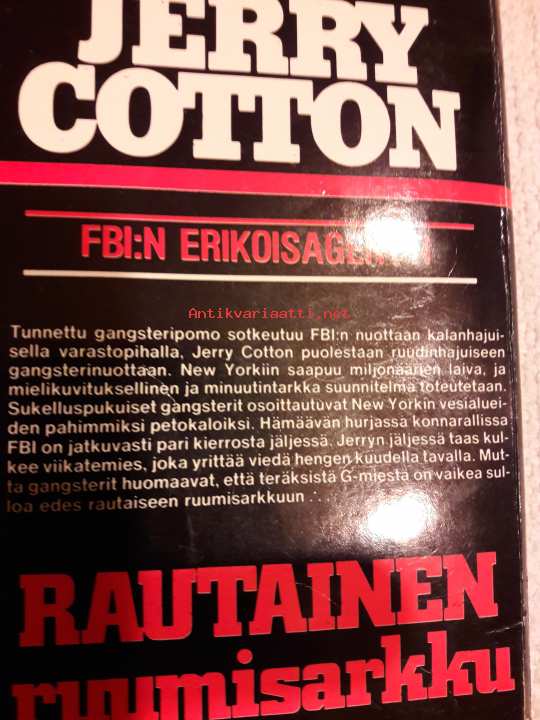 JERRY
COTTON
FBI:N ERIKOISAGENTTI
Antikvariaatti.net
Tunnettu gangsteripomo sotkeutuu FBI:n nuottaan kalanhajui-
sella varastopihalla, Jerry Cotton puolestaan ruudinhajuiseen
gangsterinuottaan. New Yorkiin saapuu miljonäärien laiva, ja
mielikuvituksellinen ja minuutintarkka suunnitelma toteutetaan.
Sukelluspukuiset gangsterit osoittautuvat New Yorkin vesialuei-
den pahimmiksi petokaloiksi. Hämäävän hurjassa konnarallissa
FBI on jatkuvasti pari kierrosta jäljessä. Jerryn jäljessä taas kul-
kee viikatemies, joka yrittää viedä hengen kuudella tavalla. Mut-
ta gangsterit huomaavat, että teräksistä G-miestä on vaikea sul-
loa edes rautaiseen ruumisarkkuun ...
RAUTAINEN
ruumisarkku